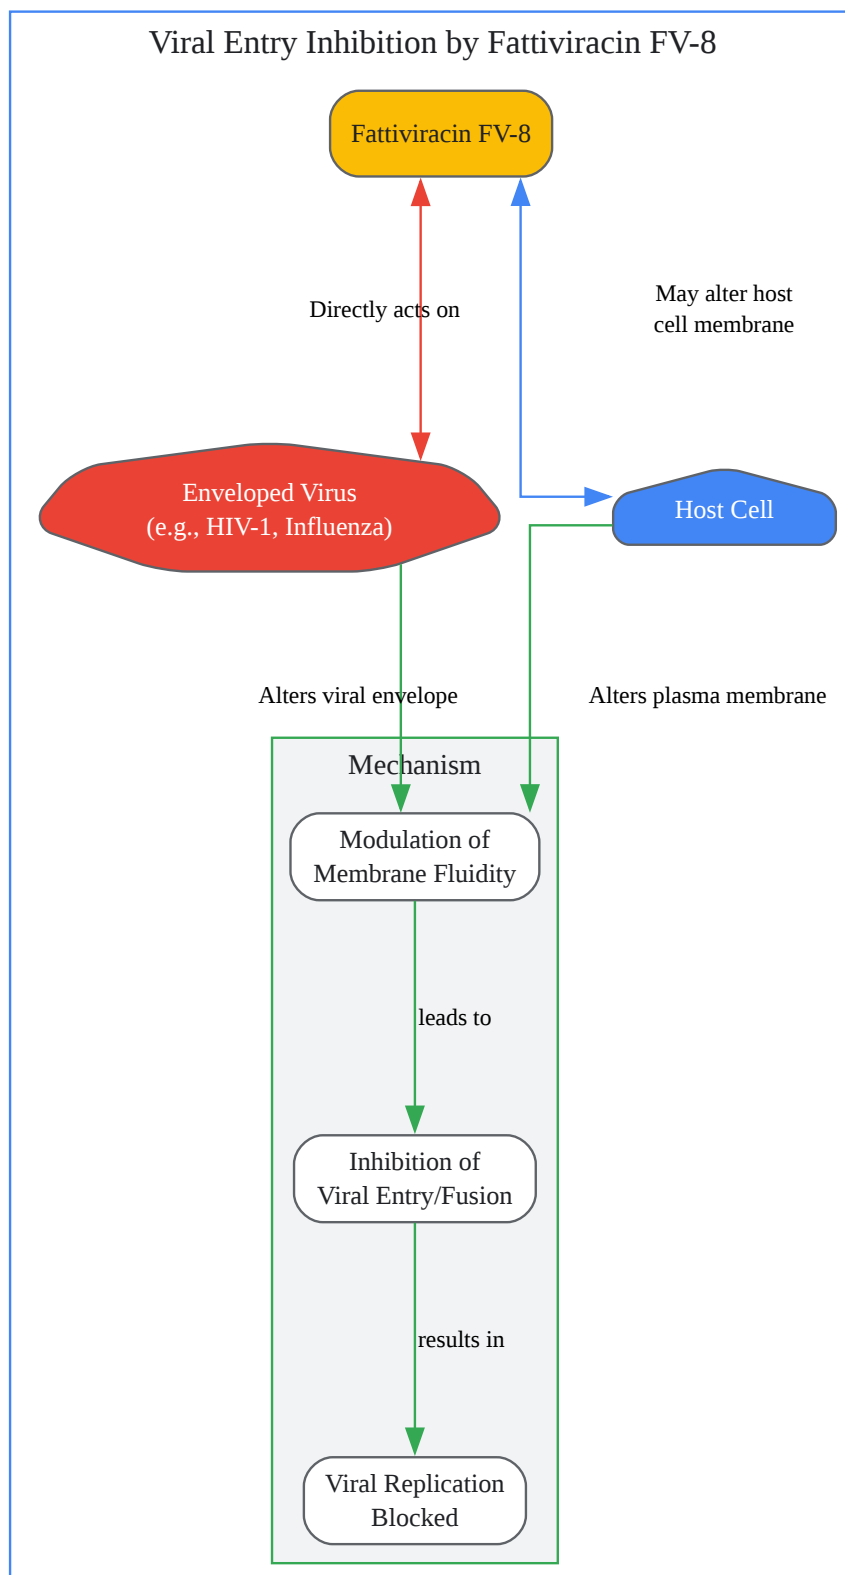 Viral Entry Inhibition by Fattiviracin FV-8
Fattiviracin FV-8
Directly acts on
May alter host
cell membrane
Enveloped Virus
(e.g., HIV-1, Influenza)
Host Cell
Alters viral envelope
Alters plasma membrane
Mechanism
Modulation of
Membrane Fluidity
leads to
Inhibition of
Viral Entry/Fusion
results in
Viral Replication
Blocked